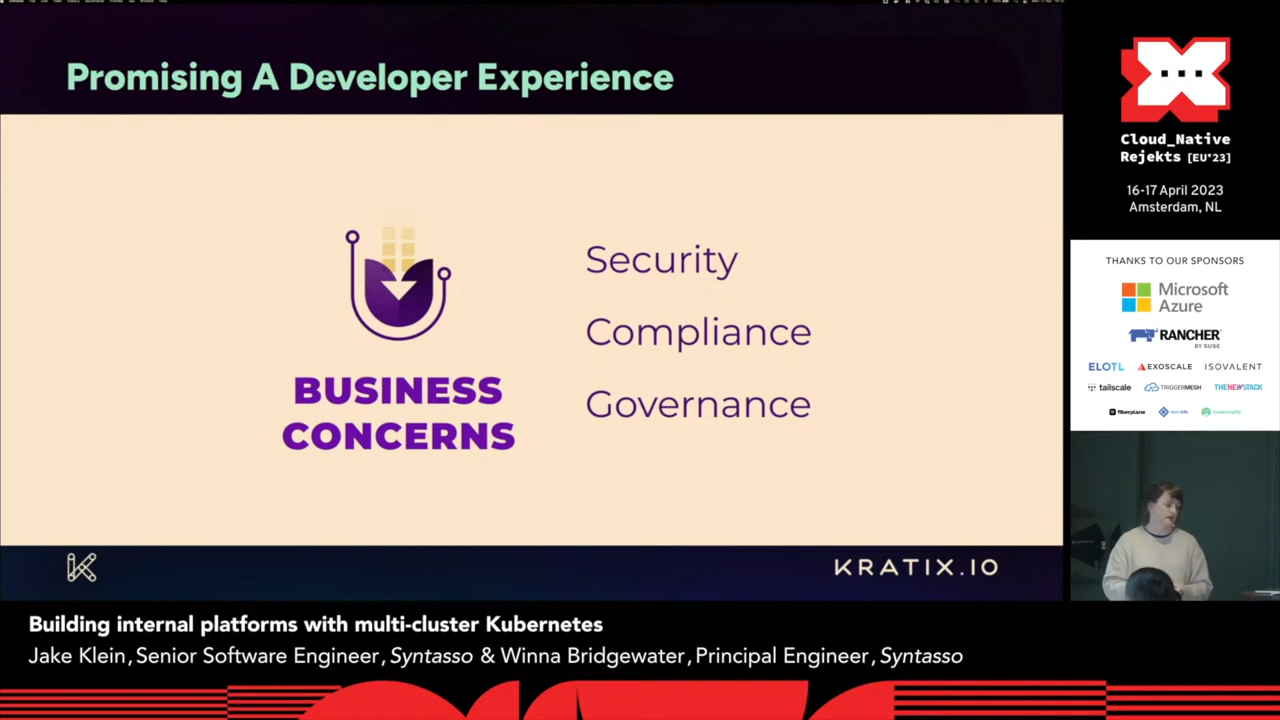 Promising A Developer Experience
BUSINESS
CONCERNS
Security
Compliance
Governance
KRATIX.IO
Cloud_Native
Rejekts [EU'23]
16-17 April 2023
Amsterdam, NL
THANKS TO OUR SPONSORS
Microsoft
Azure
RANCHER
BY SUSE
ELOTL
EXOSCALE
ISOVALENT
tailscale
TRIGGERMESH
THENEWSTACK
fiberplane
Building internal platforms with multi-cluster Kubernetes
Jake Klein, Senior Software Engineer, Syntasso & Winna Bridgewater, Principal Engineer, Syntasso